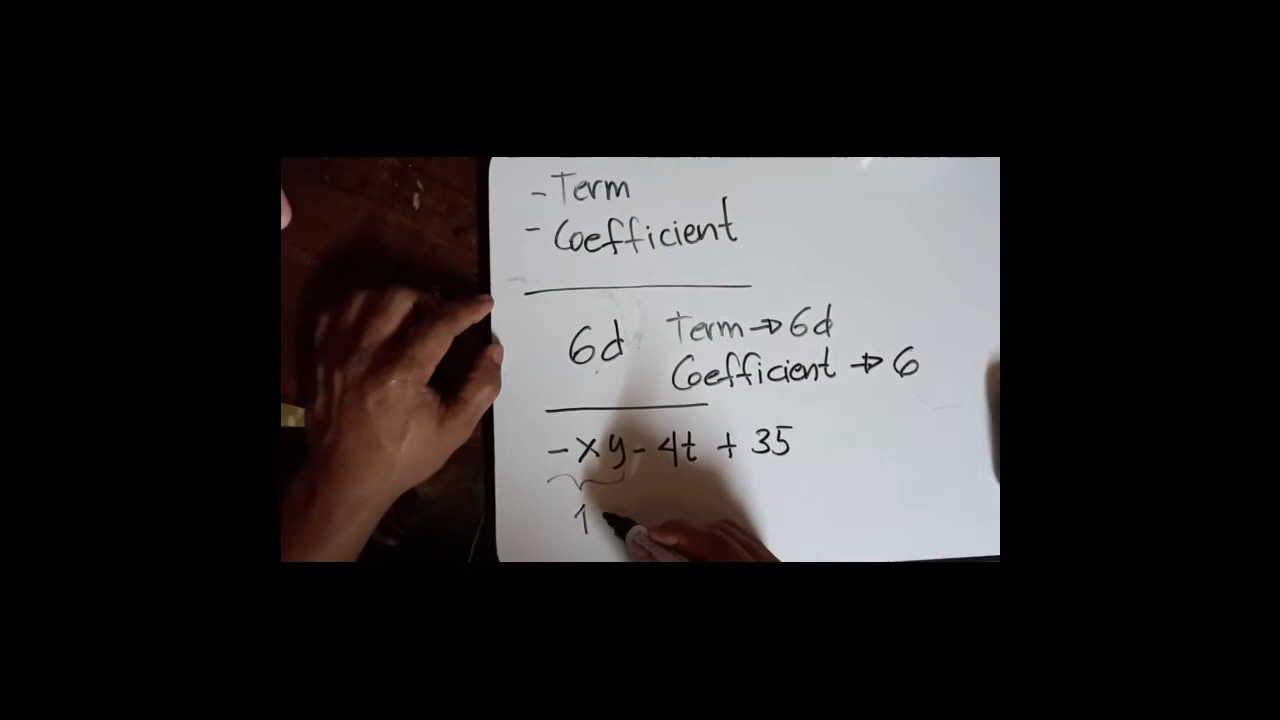 - Term
- Coefficient
6d
Term → 6d
Coefficient → 6
-xy - 4t + 35
1